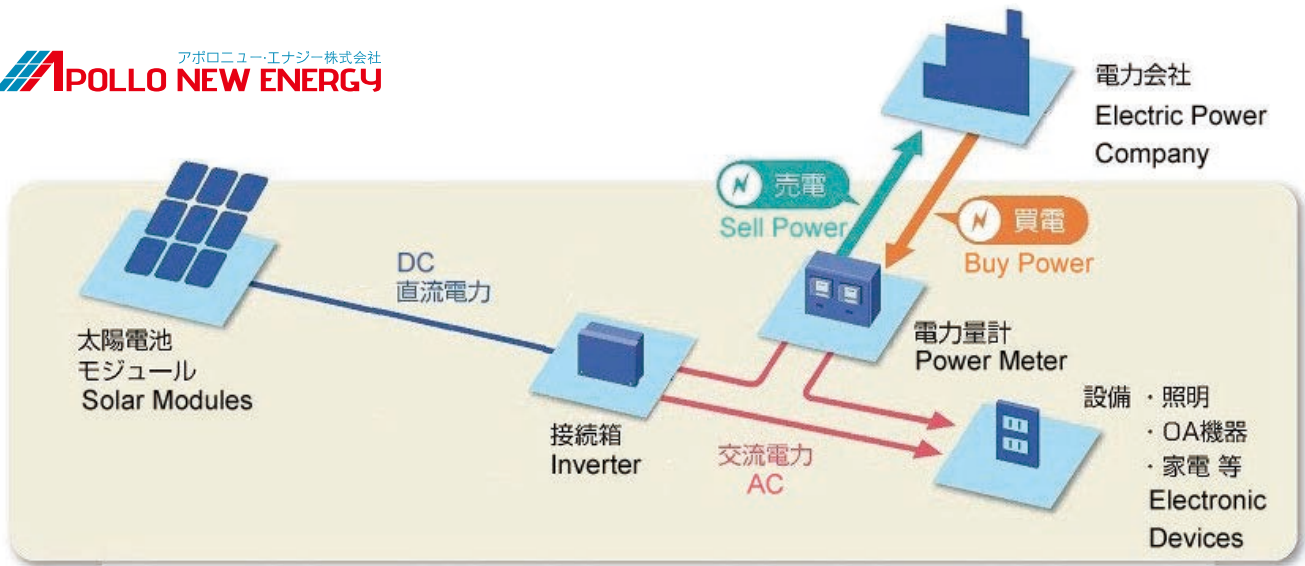 アポロニュー・エナジー株式会社
APOLLO NEW ENERGY
電力会社
Electric Power
Company
売電
Sell Power
買電
Buy Power
DC
直流電力
太陽電池
モジュール
Solar Modules
電力量計
Power Meter
接続箱
Inverter
交流電力
AC
設備 ・照明
・OA機器
・家電 等
Electronic
Devices